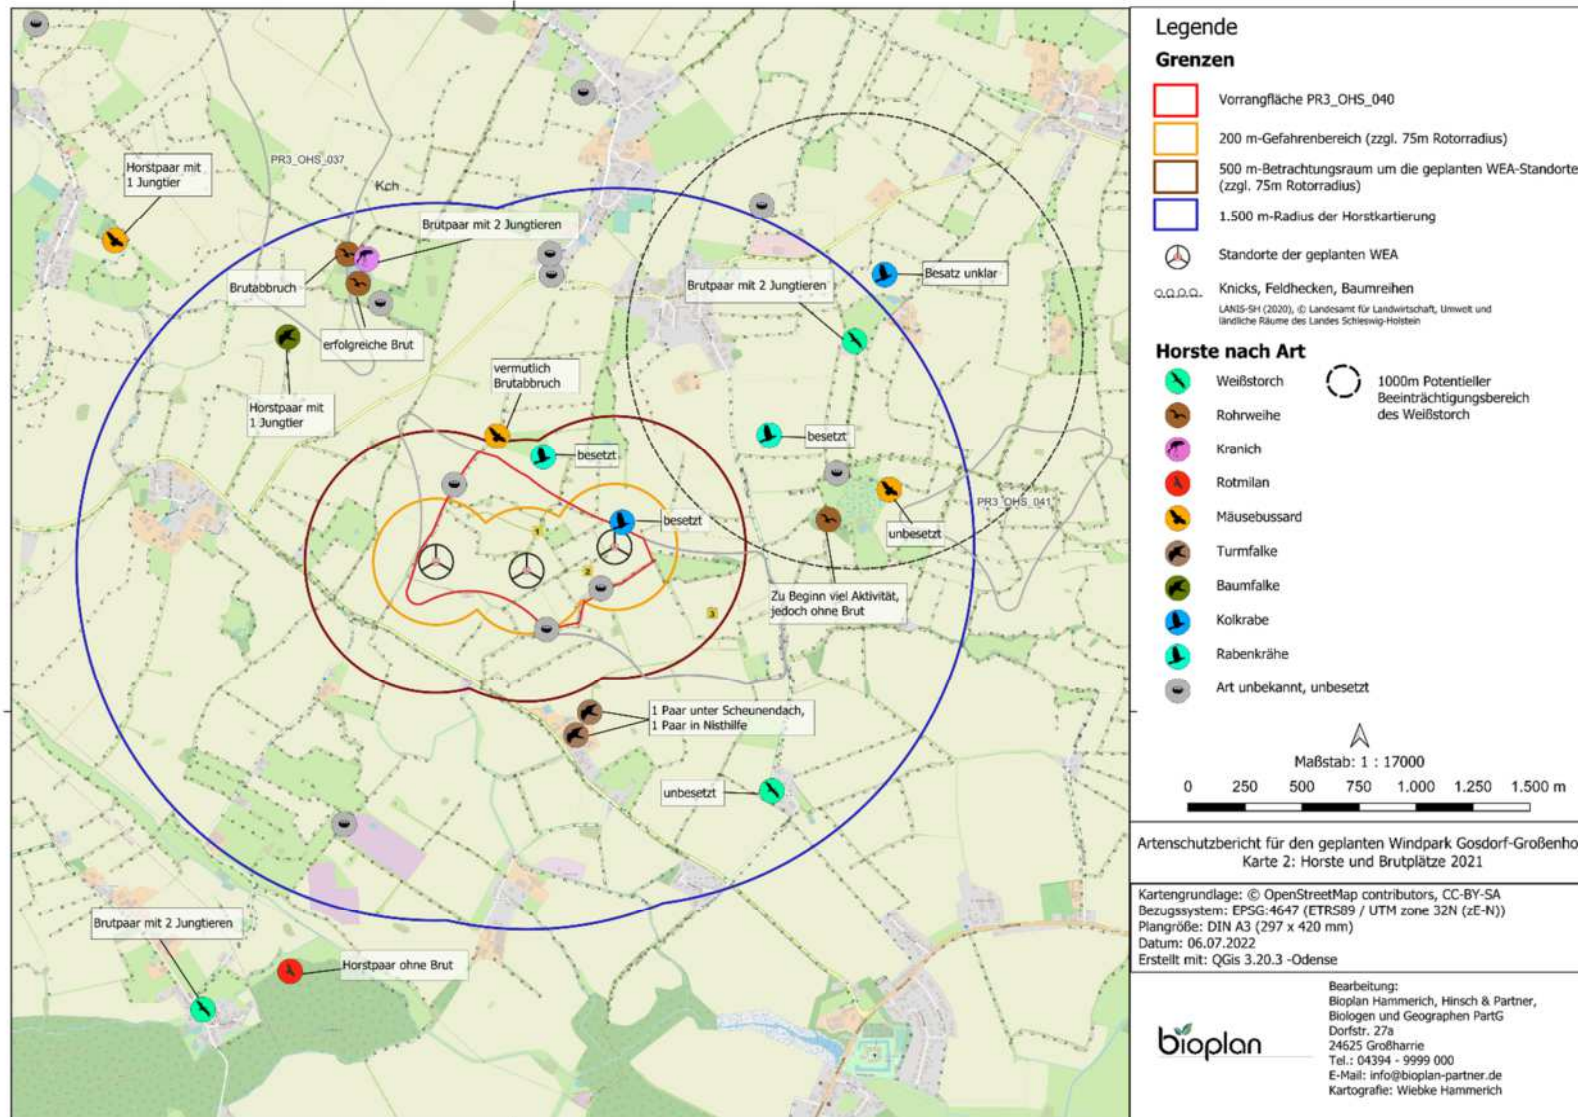 PR3_OHS_037
Kch
Horstpaar mit
1 Jungtier
Brutpaar mit 2 Jungtieren
Brutabbruch
erfolgreiche Brut
Horstpaar mit
1 Jungtier
vermutlich
Brutabbruch
besetzt
Brutpaar mit 2 Jungtieren
Besatz unklar
besetzt
PR3_OHS_041
unbesetzt
besetzt
1
2
3
Zu Beginn viel Aktivität,
jedoch ohne Brut
1 Paar unter Scheunendach,
1 Paar in Nisthilfe
unbesetzt
Brutpaar mit 2 Jungtieren
Horstpaar ohne Brut
Legende
Grenzen
Vorrangfläche PR3_OHS_040
200 m-Gefahrenbereich (zzgl. 75m Rotorradius)
500 m-Betrachtungsraum um die geplanten WEA-Standorte
(zzgl. 75m Rotorradius)
1.500 m-Radius der Horstkartierung
Standorte der geplanten WEA
Knicks, Feldhecken, Baumreihen
LANIS-SH (2020), © Landesamt für Landwirtschaft, Umwelt und
ländliche Räume des Landes Schleswig-Holstein
Horste nach Art
Weißstorch
Rohrweihe
Kranich
Rotmilan
Mäusebussard
Turmfalke
Baumfalke
Kolkrabe
Rabenkrähe
Art unbekannt, unbesetzt
1000m Potentieller
Beeinträchtigungsbereich
des Weißstorch
Maßstab: 1 : 17000
0 250 500 750 1.000 1.250 1.500 m
Artenschutzbericht für den geplanten Windpark Gosdorf-Großenho
Karte 2: Horste und Brutplätze 2021
Kartengrundlage: © OpenStreetMap contributors, CC-BY-SA
Bezugssystem: EPSG:4647 (ETRS89 / UTM zone 32N (zE-N))
Plangröße: DIN A3 (297 x 420 mm)
Datum: 06.07.2022
Erstellt mit: QGis 3.20.3 -Odense
bioplan
Bearbeitung:
Bioplan Hammerich, Hinsch & Partner,
Biologen und Geographen PartG
Dorfstr. 27a
24625 Großharrie
Tel.: 04394 - 9999 000
E-Mail: info@bioplan-partner.de
Kartografie: Wiebke Hammerich